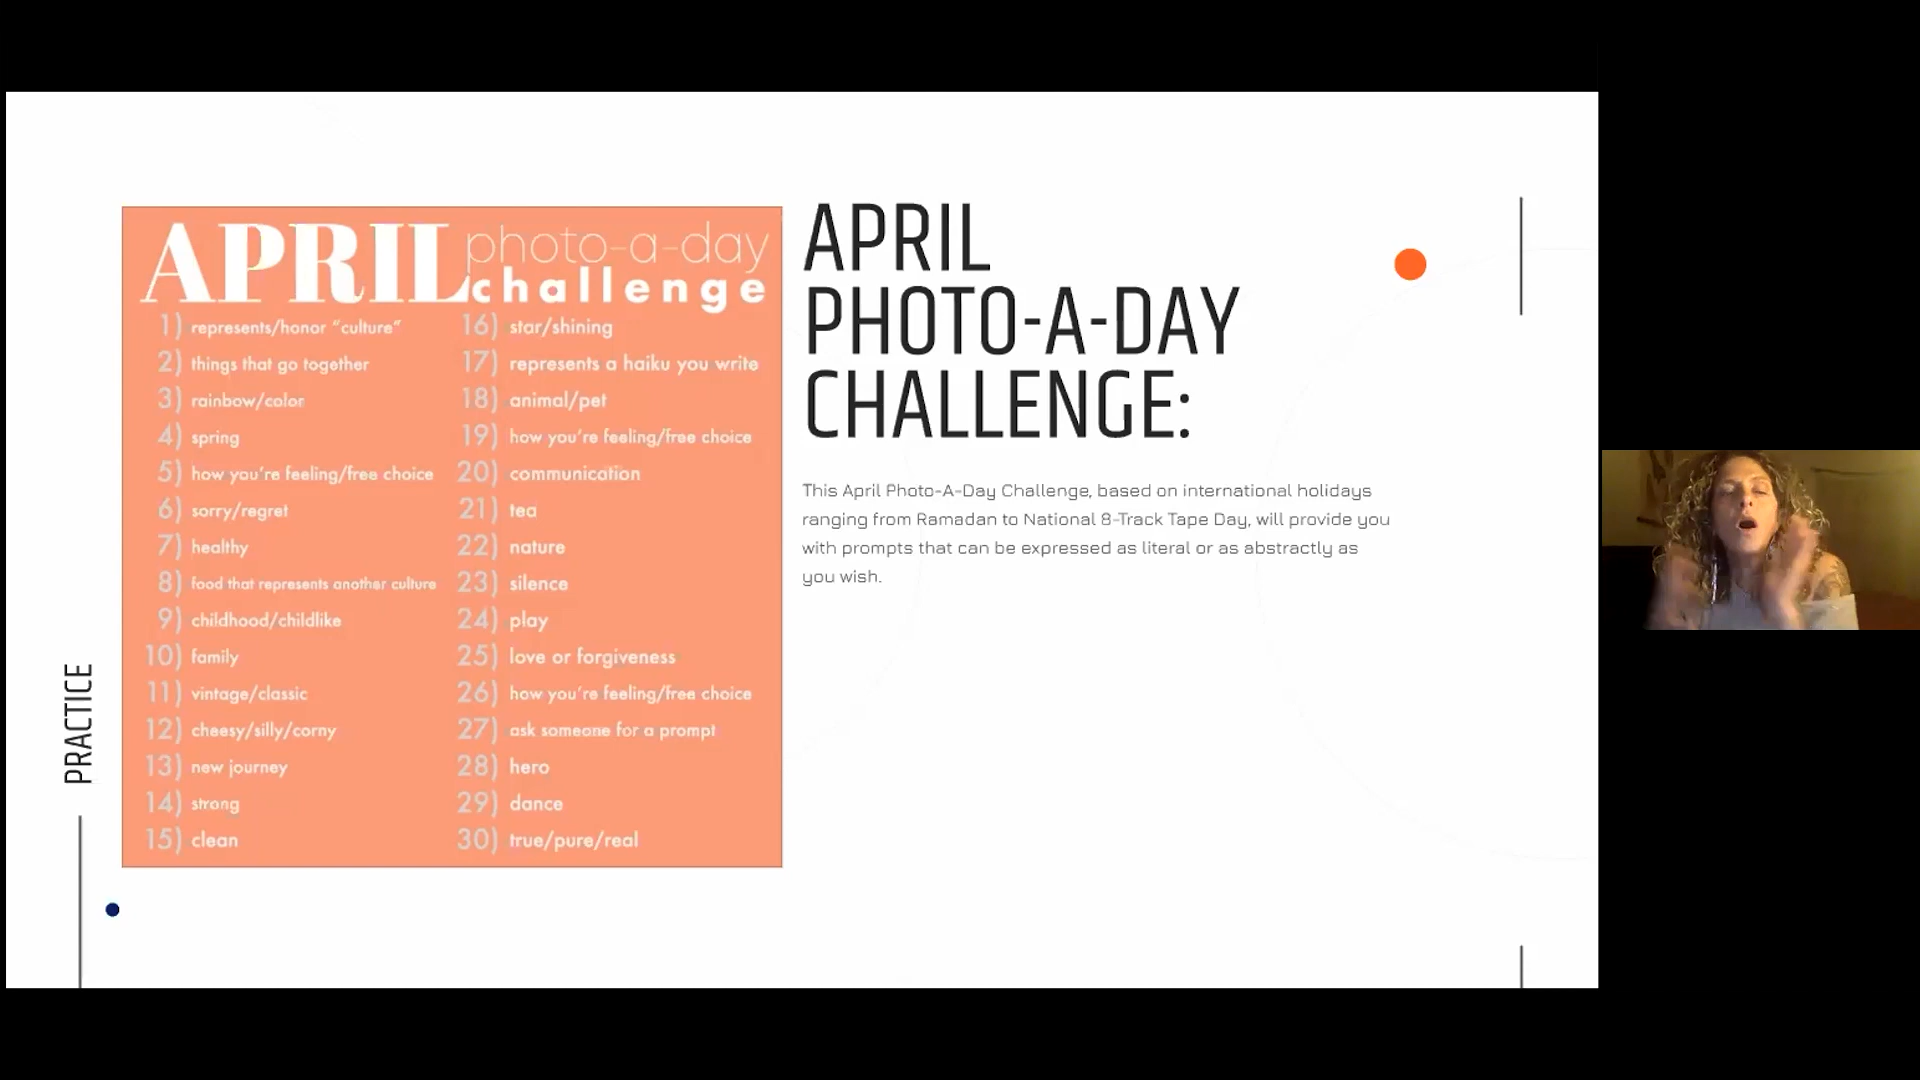 APRIL photo-a-day
challenge
1) represents/honor "culture"
2) things that go together
3) rainbow/color
4) spring
5) how you're feeling/free choice
6) sorry/regret
7) healthy
8) food that represents another culture
9) childhood/childlike
10) family
11) vintage/classic
12) cheesy/silly/corny
13) new journey
14) strong
15) clean
16) star/shining
17) represents a haiku you write
18) animal/pet
19) how you're feeling/free choice
20) communication
21) tea
22) nature
23) silence
24) play
25) love or forgiveness
26) how you're feeling/free choice
27) ask someone for a prompt
28) hero
29) dance
30) true/pure/real
APRIL
PHOTO-A-DAY
CHALLENGE:
This April Photo-A-Day Challenge, based on international holidays
ranging from Ramadan to National 8-Track Tape Day, will provide you
with prompts that can be expressed as literal or as abstractly as
you wish.
PRACTICE